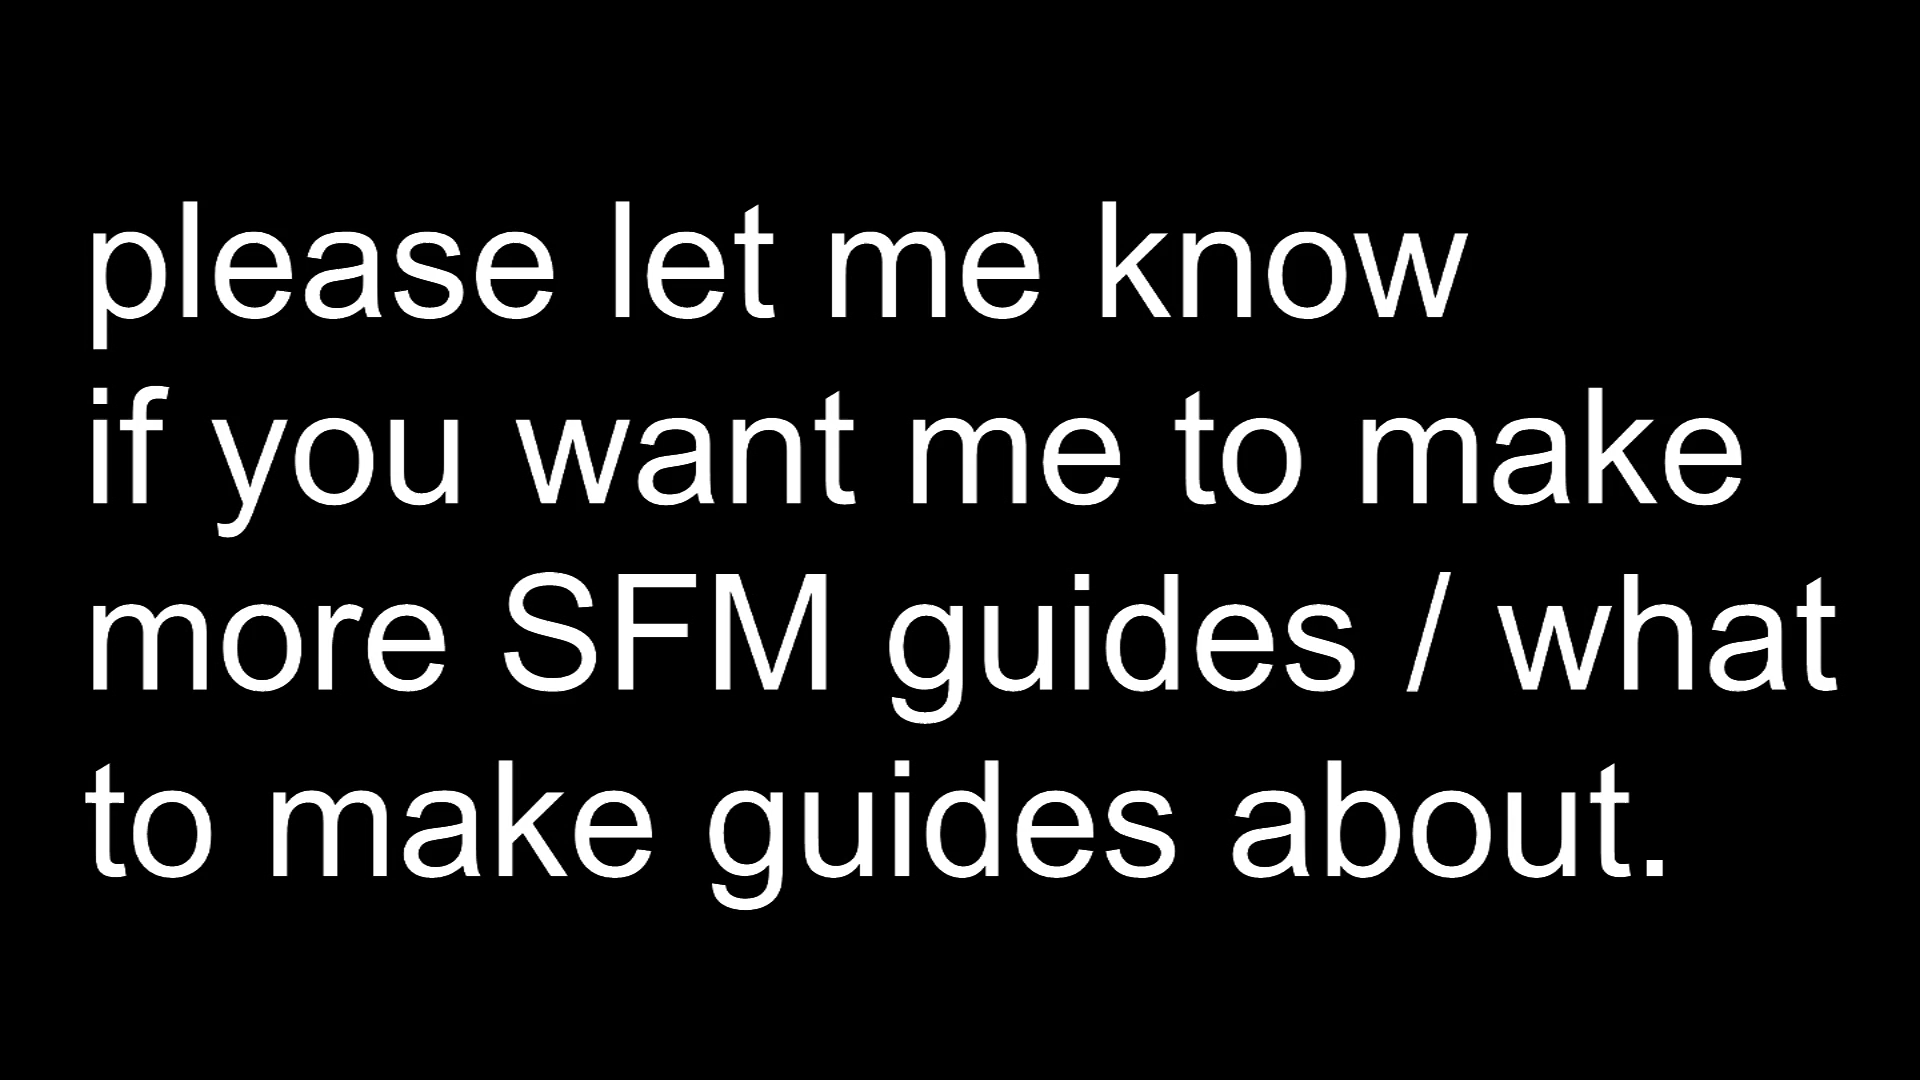 please let me know
if you want me to make
more SFM guides / what
to make guides about.